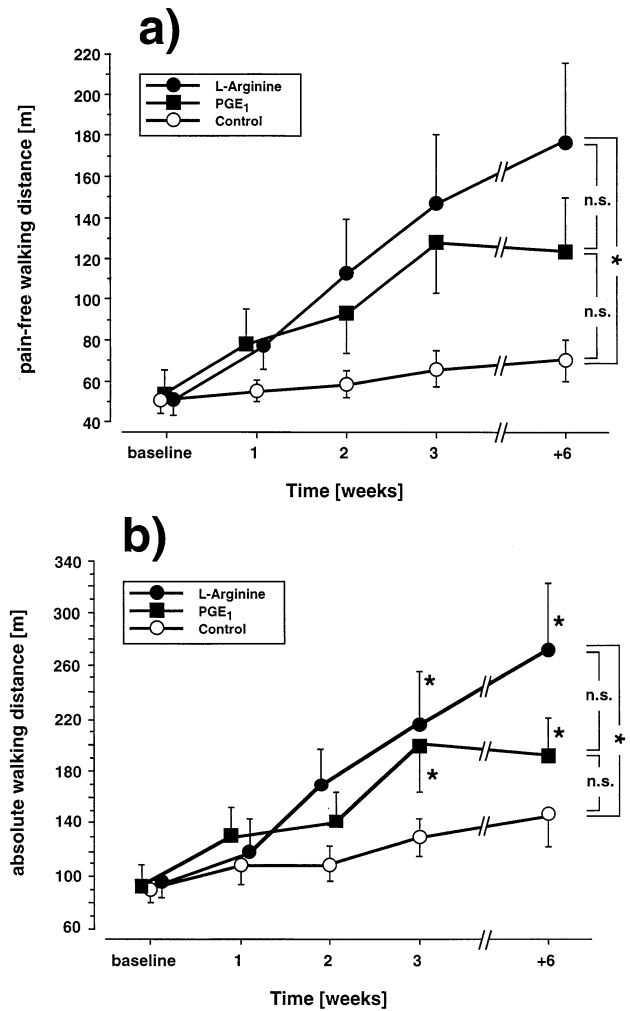 a)
pain-free walking distance [m]
220
200
180
160
140
120
100
80
60
40
L-Arginine
PGE1
Control
n.s.
*
n.s.
baseline 1 2 3 +6
Time [weeks]
b)
absolute walking distance [m]
340
300
260
220
180
140
100
60
L-Arginine
PGE1
Control
*
*
*
*
n.s.
*
n.s.
baseline 1 2 3 +6
Time [weeks]